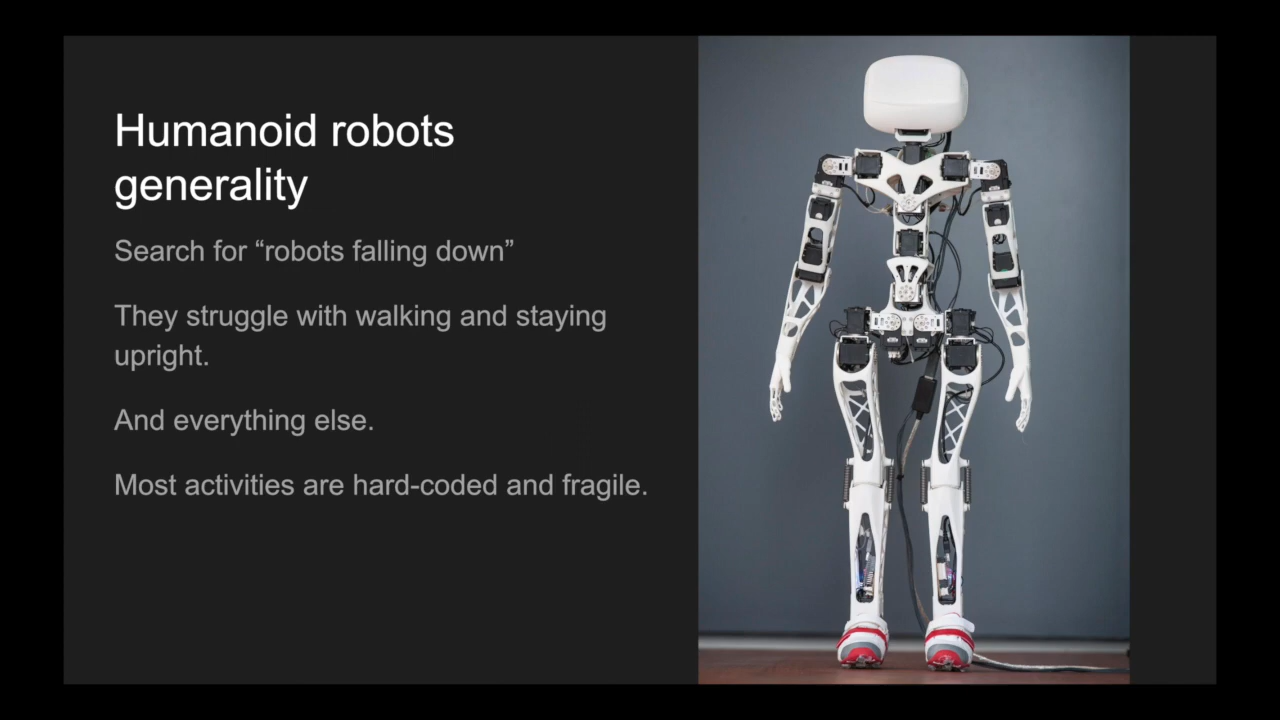 Humanoid robots
generality
Search for “robots falling down”
They struggle with walking and staying
upright.
And everything else.
Most activities are hard-coded and fragile.